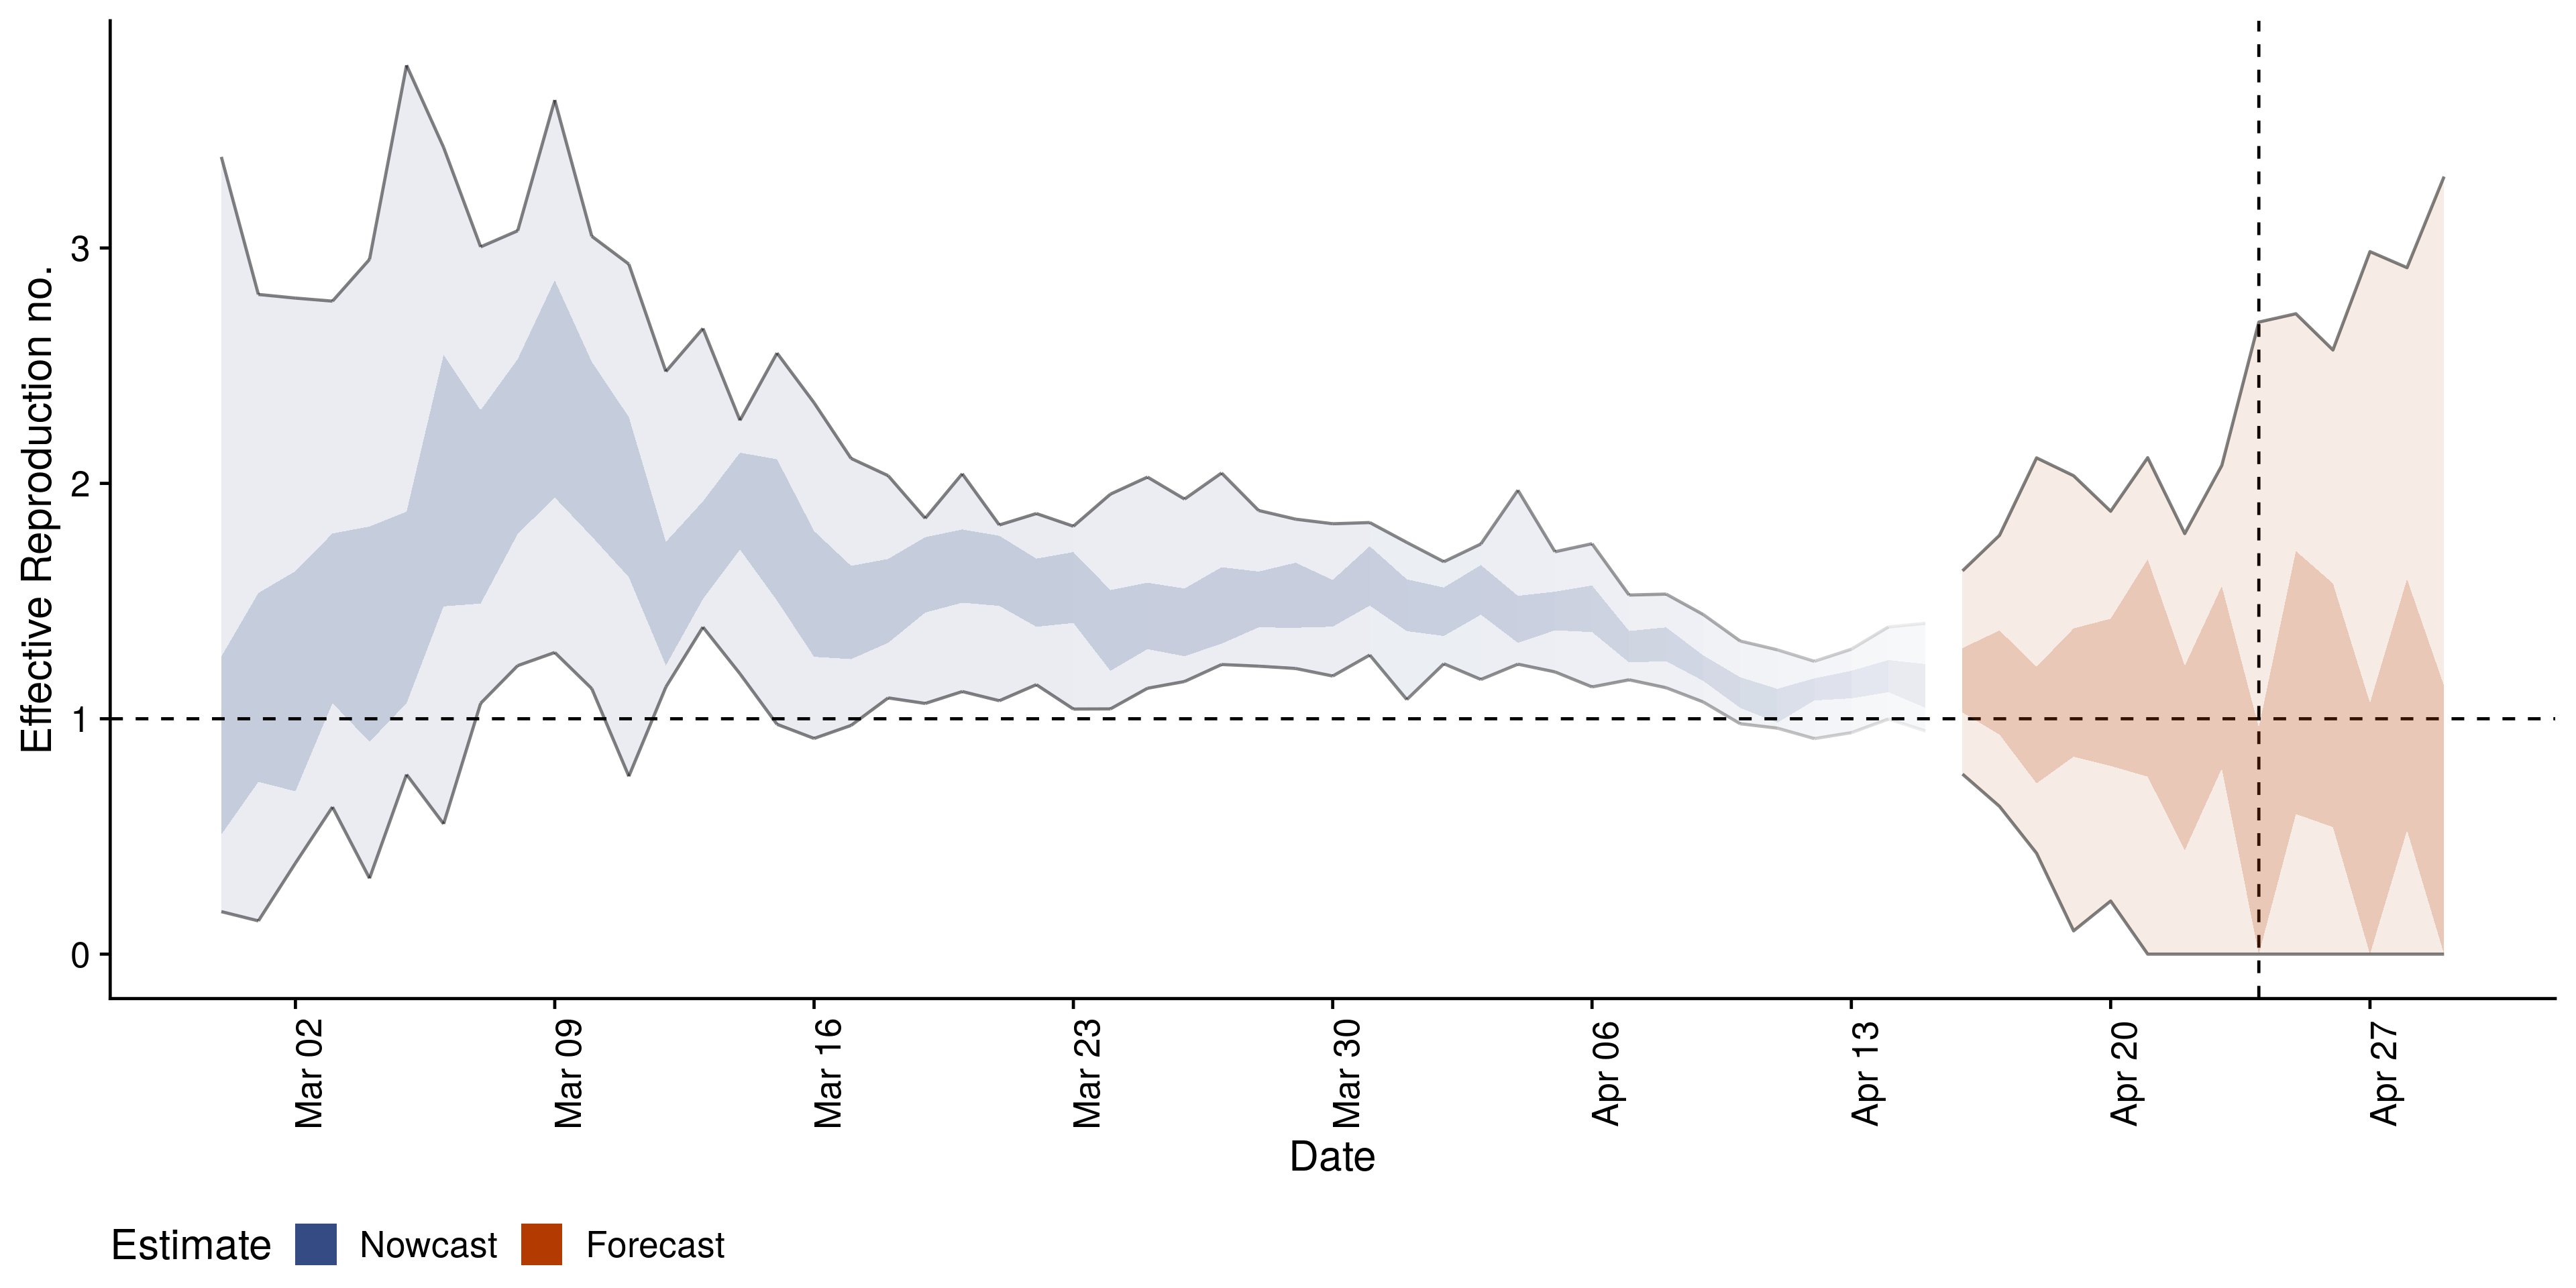 Effective Reproduction no.
3
2
1
0
Mar 02
Mar 09
Mar 16
Mar 23
Mar 30
Apr 06
Apr 13
Apr 20
Apr 27
Date
Estimate Nowcast Forecast